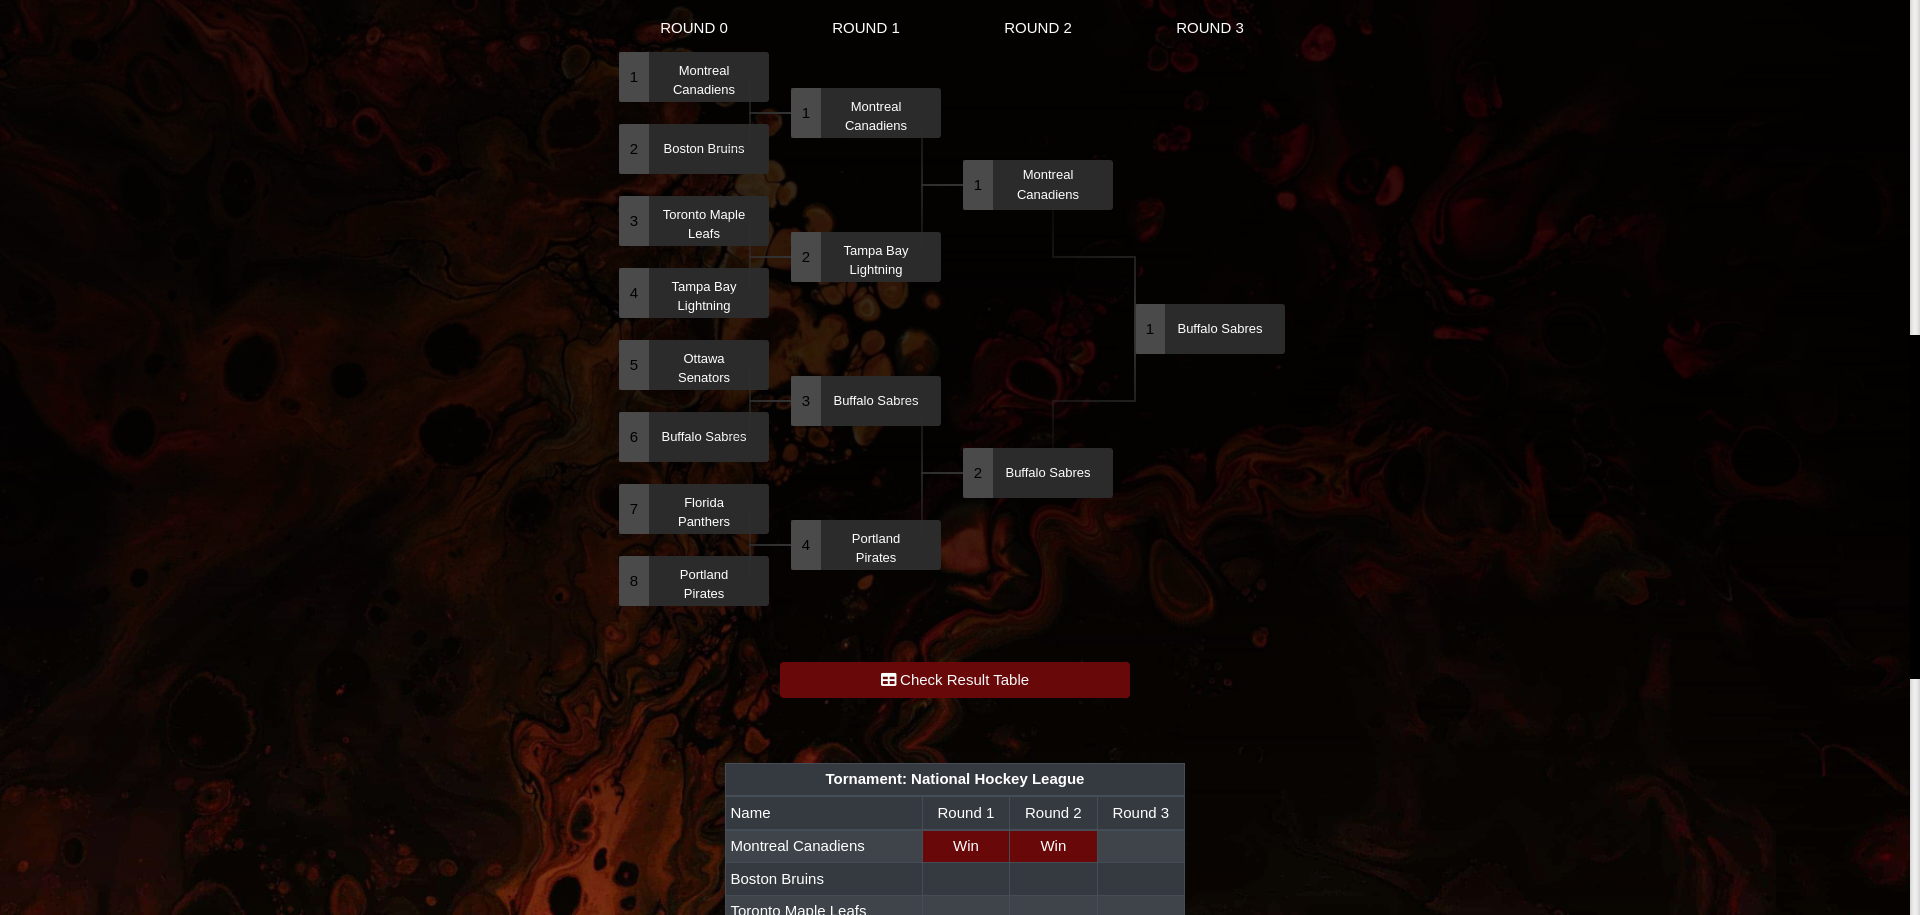 ROUND 0
ROUND 1
ROUND 2
ROUND 3
1
Montreal
Canadiens
2
Boston Bruins
3
Toronto Maple
Leafs
4
Tampa Bay
Lightning
5
Ottawa
Senators
6
Buffalo Sabres
7
Florida
Panthers
8
Portland
Pirates
1
Montreal
Canadiens
2
Tampa Bay
Lightning
3
Buffalo Sabres
4
Portland
Pirates
1
Montreal
Canadiens
2
Buffalo Sabres
1
Buffalo Sabres
Check Result Table
Tornament: National Hockey League
Name Round 1 Round 2 Round 3
Montreal Canadiens Win Win
Boston Bruins
Toronto Maple Leafs